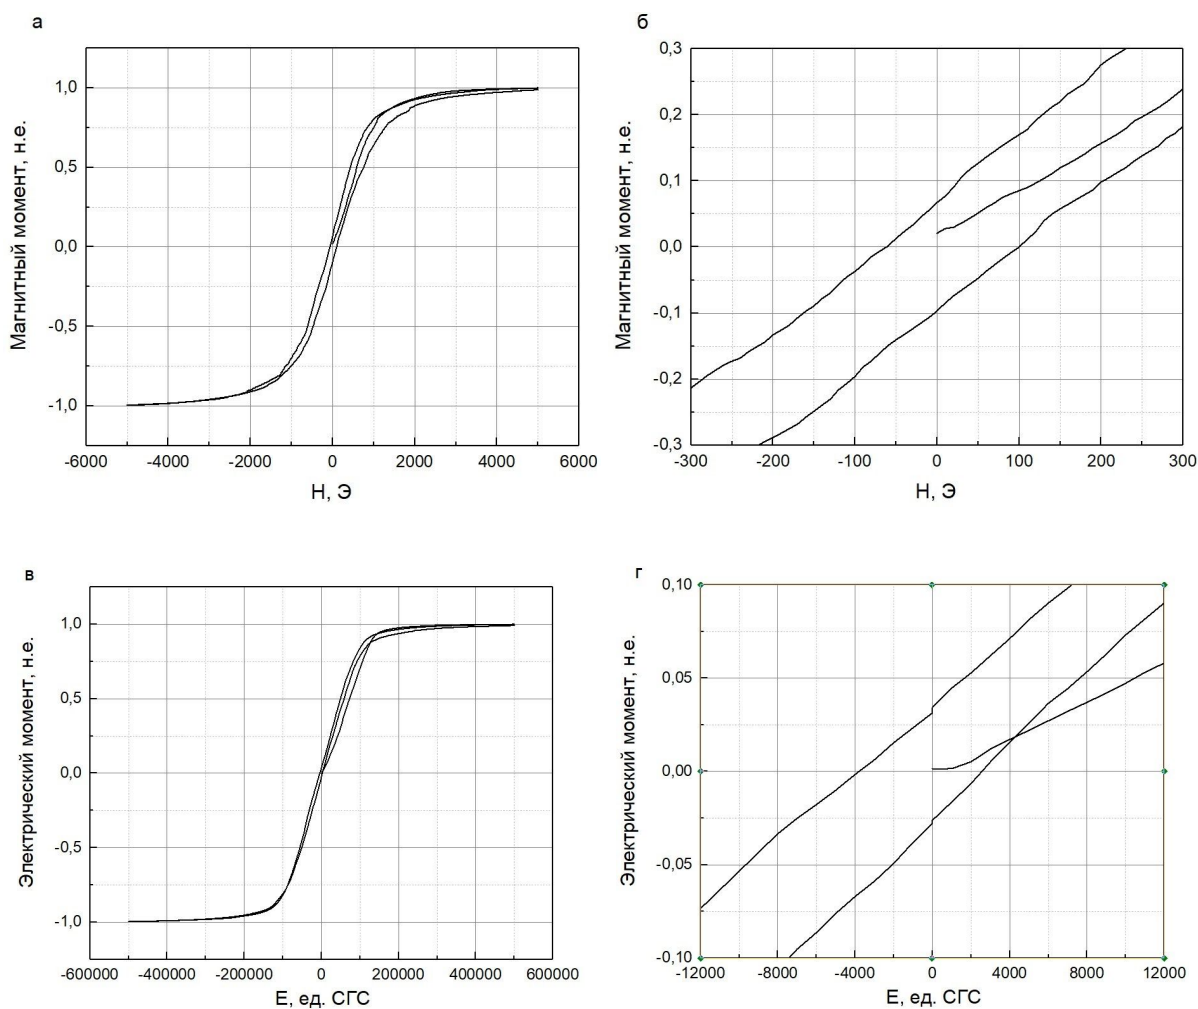 а
Магнитный момент, н.е.
1,0
0,5
0,0
-0,5
-1,0
-6000 -4000 -2000 0 2000 4000 6000
Н, Э
б
Магнитный момент, н.е.
0,3
0,2
0,1
0,0
-0,1
-0,2
-0,3
-300 -200 -100 0 100 200 300
Н, Э
в
Электрический момент, н.е.
1,0
0,5
0,0
-0,5
-1,0
-600000 -400000 -200000 0 200000 400000 600000
Е, ед. СГС
г
Электрический момент, н.е.
0,10
0,05
0,00
-0,05
-0,10
-12000 -8000 -4000 0 4000 8000 12000
Е, ед. СГС